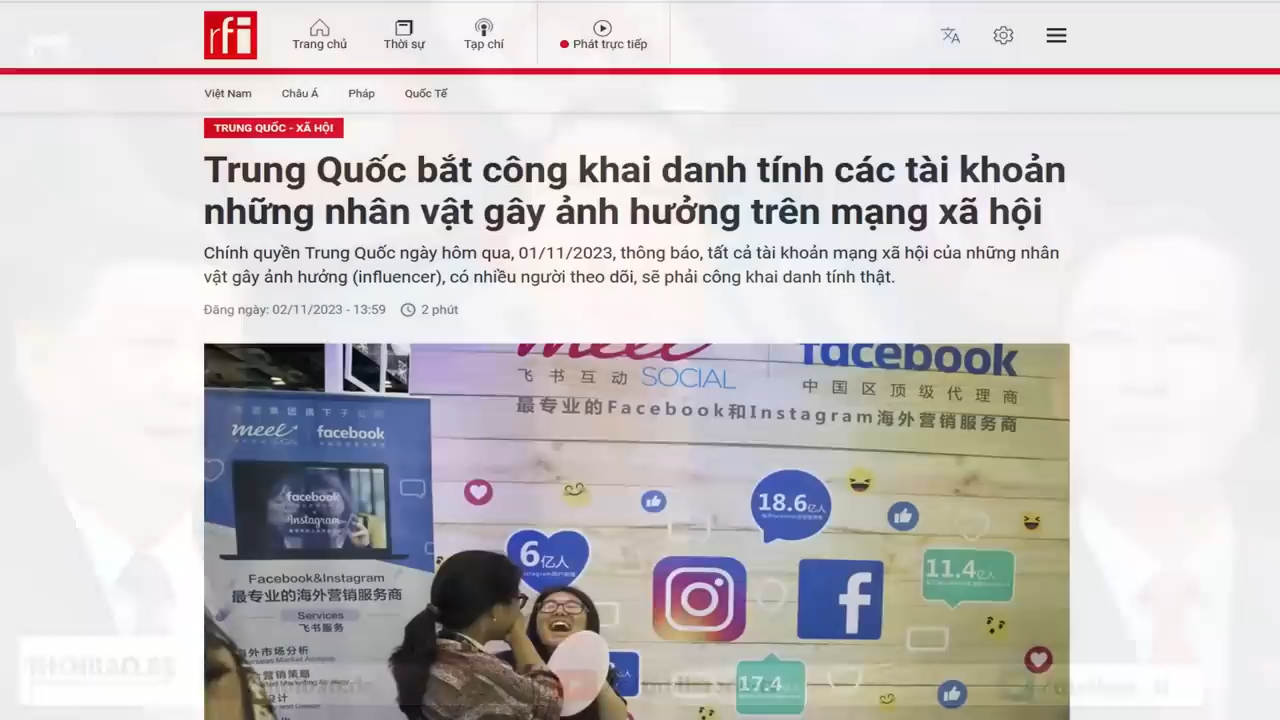 rfi
Trang chủ
Thời sự
Tạp chí
Phát trực tiếp
Việt Nam
Châu Á
Pháp
Quốc Tế
TRUNG QUỐC - XÃ HỘI
Trung Quốc bắt công khai danh tính các tài khoản
những nhân vật gây ảnh hưởng trên mạng xã hội
Chính quyền Trung Quốc ngày hôm qua, 01/11/2023, thông báo, tất cả tài khoản mạng xã hội của những nhân
vật gây ảnh hưởng (influencer), có nhiều người theo dõi, sẽ phải công khai danh tính thật.
Đăng ngày: 02/11/2023 - 13:59
2 phút
meet facebook
飞书互动 SOCIAL
中国区顶级代理商
最专业的Facebook和Instagram海外营销服务商
meet facebook
facebook
Instagram
Facebook&Instagram
最专业的海外营销服务商
Services
飞书服务
外市场分析
营销策略
设计
6亿人
18.6亿人
11.4亿人
17.4
THOIBAO.DE